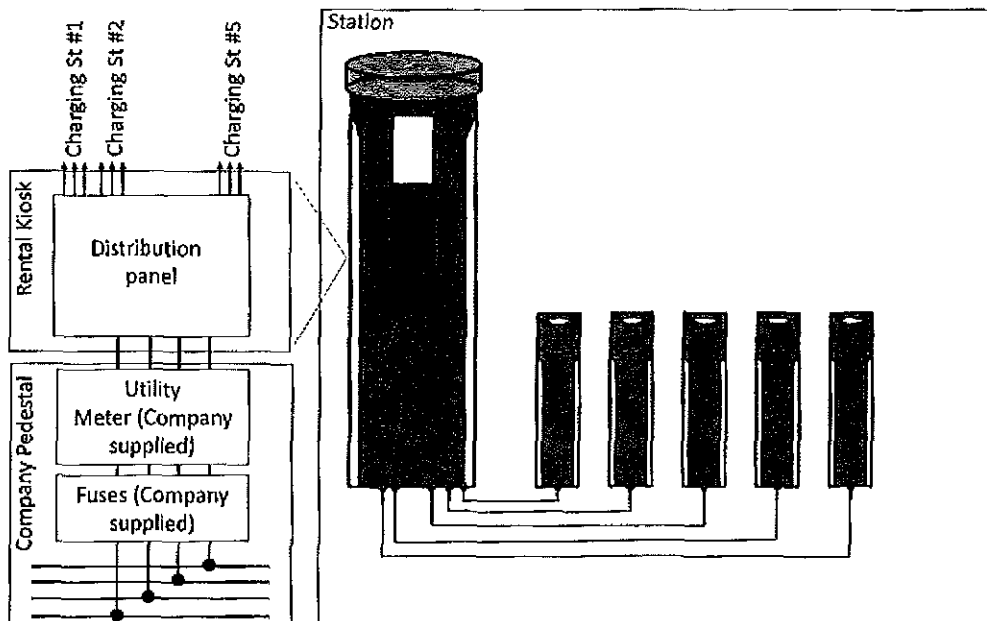 Station
Charging St #1
Charging St #2
Charging St #5
Rental Kiosk
Distribution
panel
Company Pedestal
Utility
Meter (Company
supplied)
Fuses (Company
supplied)